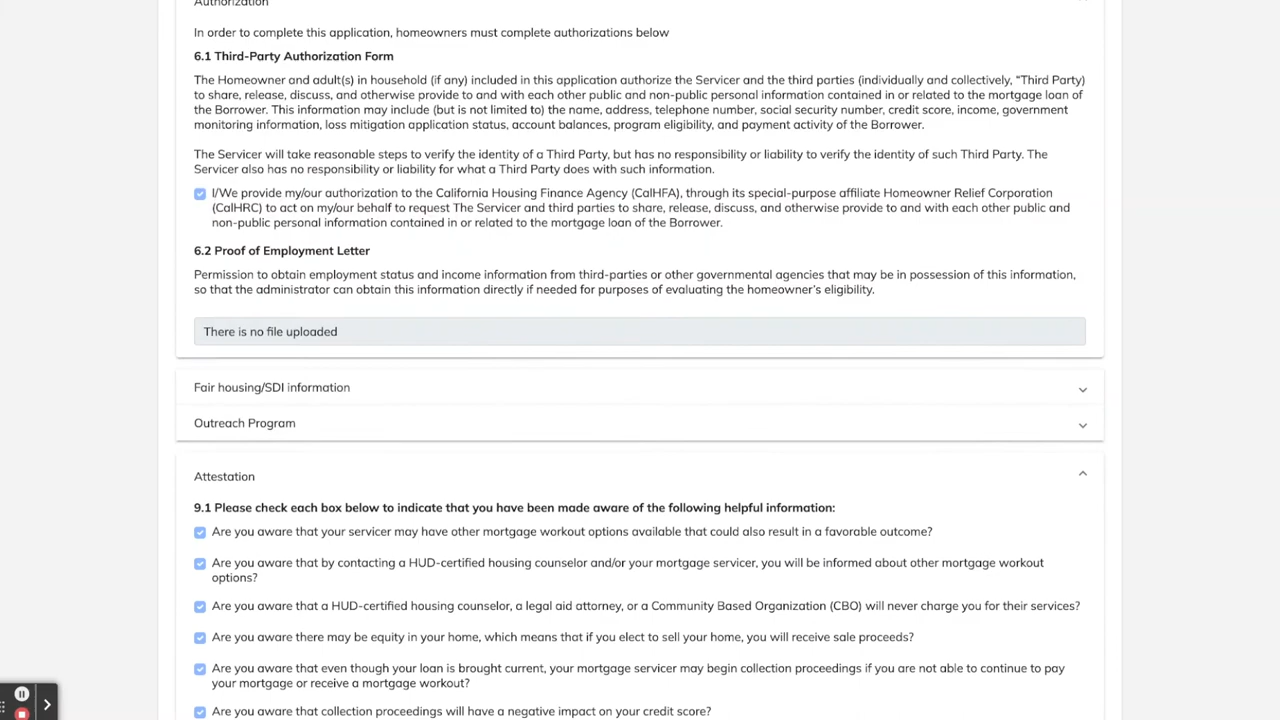 Authorization
In order to complete this application, homeowners must complete authorizations below
6.1 Third-Party Authorization Form
The Homeowner and adult(s) in household (if any) included in this application authorize the Servicer and the third parties (individually and collectively, “Third Party)
to share, release, discuss, and otherwise provide to and with each other public and non-public personal information contained in or related to the mortgage loan of
the Borrower. This information may include (but is not limited to) the name, address, telephone number, social security number, credit score, income, government
monitoring information, loss mitigation application status, account balances, program eligibility, and payment activity of the Borrower.
The Servicer will take reasonable steps to verify the identity of a Third Party, but has no responsibility or liability to verify the identity of such Third Party. The
Servicer also has no responsibility or liability for what a Third Party does with such information.
I/We provide my/our authorization to the California Housing Finance Agency (CalHFA), through its special-purpose affiliate Homeowner Relief Corporation
(CalHRC) to act on my/our behalf to request The Servicer and third parties to share, release, discuss, and otherwise provide to and with each other public and
non-public personal information contained in or related to the mortgage loan of the Borrower.
6.2 Proof of Employment Letter
Permission to obtain employment status and income information from third-parties or other governmental agencies that may be in possession of this information,
so that the administrator can obtain this information directly if needed for purposes of evaluating the homeowner’s eligibility.
There is no file uploaded
Fair housing/SDI information
Outreach Program
Attestation
9.1 Please check each box below to indicate that you have been made aware of the following helpful information:
Are you aware that your servicer may have other mortgage workout options available that could also result in a favorable outcome?
Are you aware that by contacting a HUD-certified housing counselor and/or your mortgage servicer, you will be informed about other mortgage workout
options?
Are you aware that a HUD-certified housing counselor, a legal aid attorney, or a Community Based Organization (CBO) will never charge you for their services?
Are you aware there may be equity in your home, which means that if you elect to sell your home, you will receive sale proceeds?
Are you aware that even though your loan is brought current, your mortgage servicer may begin collection proceedings if you are not able to continue to pay
your mortgage or receive a mortgage workout?
Are you aware that collection proceedings will have a negative impact on your credit score?